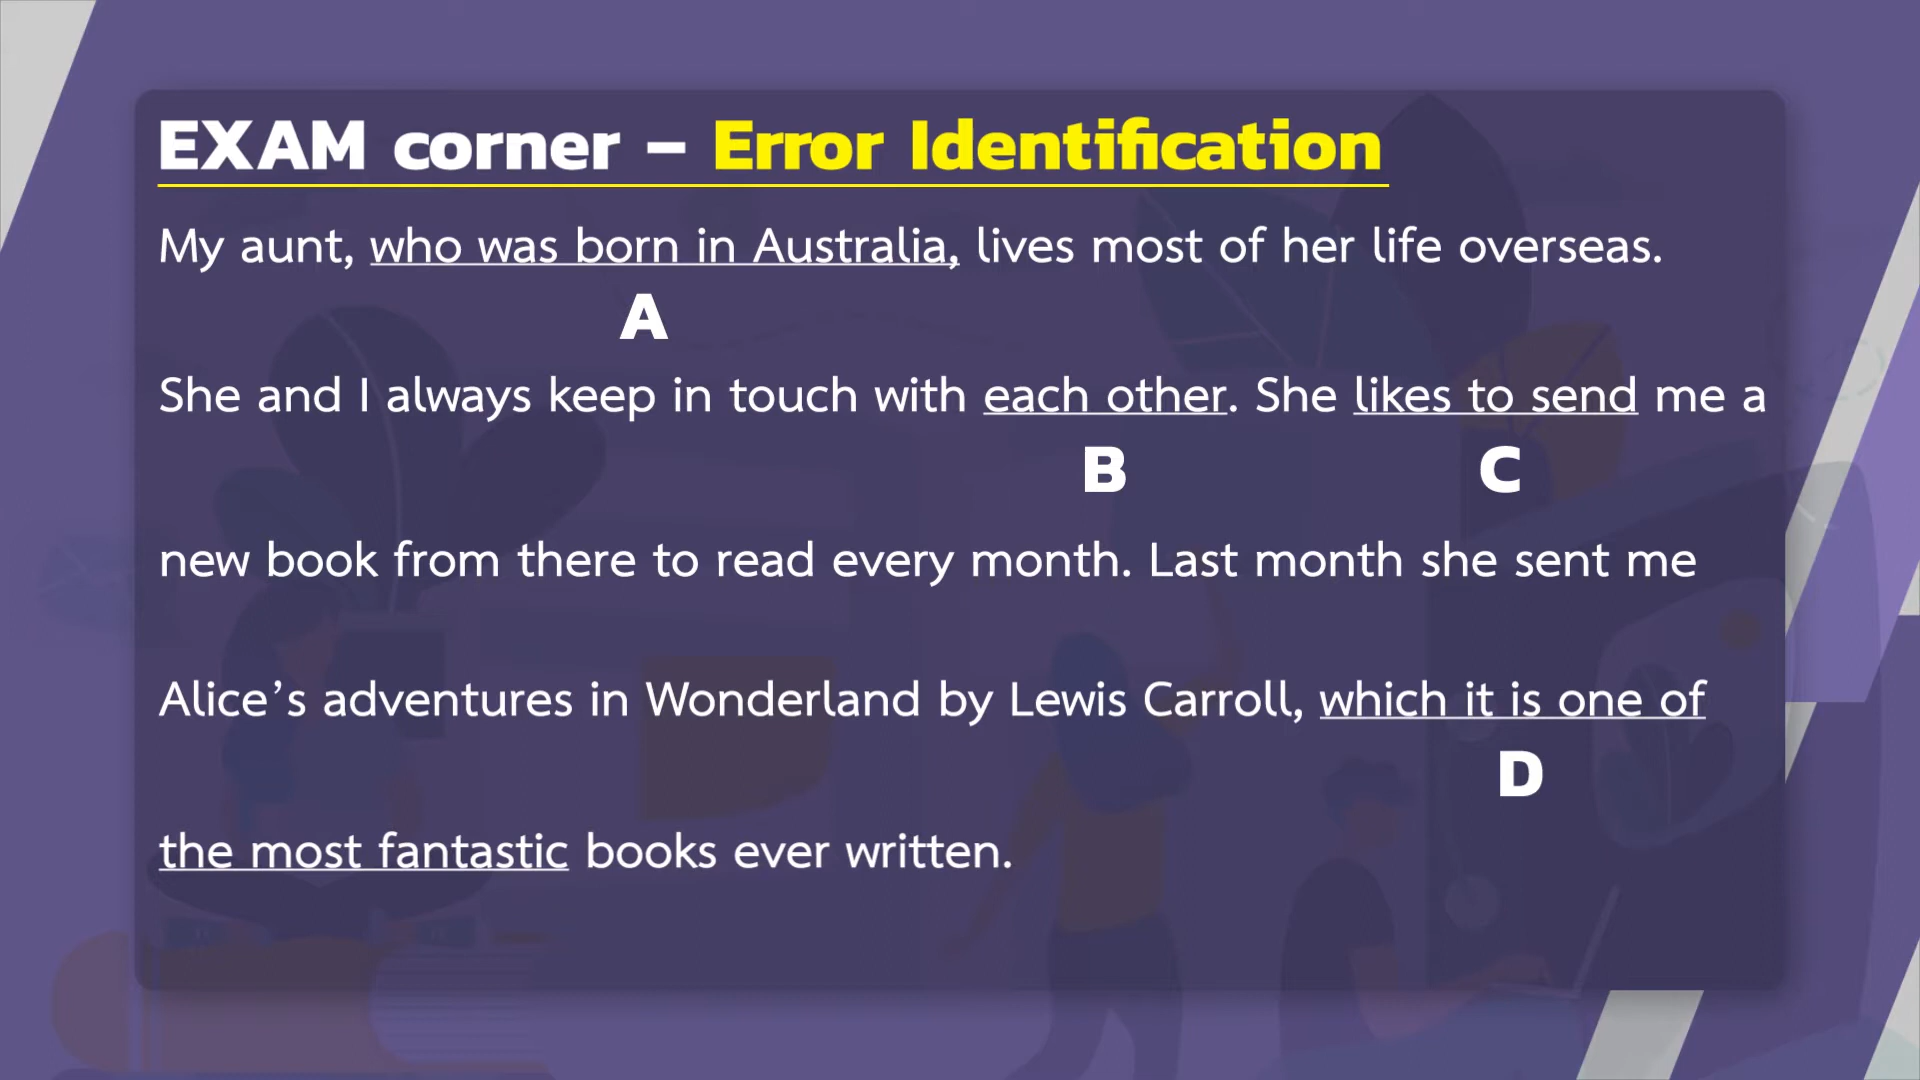 EXAM corner – Error Identification
My aunt, who was born in Australia, lives most of her life overseas.
A
She and I always keep in touch with each other. She likes to send me a
B C
new book from there to read every month. Last month she sent me
Alice’s adventures in Wonderland by Lewis Carroll, which it is one of
D
the most fantastic books ever written.